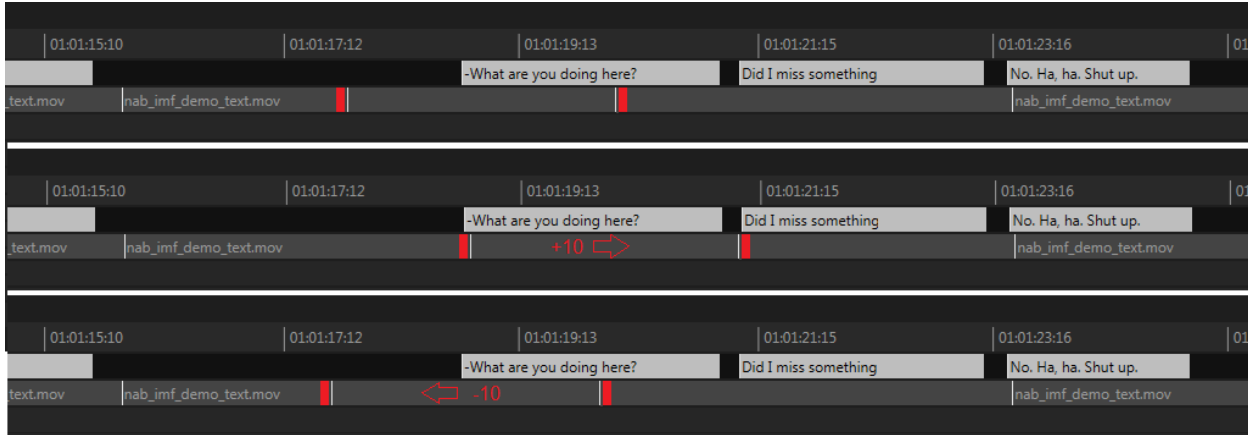 01:01:15:10 01:01:17:12 01:01:19:13 01:01:21:15 01:01:23:16 01
-What are you doing here? Did I miss something No. Ha, ha. Shut up.
_text.mov nab_imf_demo_text.mov nab_imf_demo_text.mov
01:01:15:10 01:01:17:12 01:01:19:13 01:01:21:15 01:01:23:16 01
-What are you doing here? Did I miss something No. Ha, ha. Shut up.
_text.mov nab_imf_demo_text.mov +10 nab_imf_demo_text.mov
01:01:15:10 01:01:17:12 01:01:19:13 01:01:21:15 01:01:23:16 01
-What are you doing here? Did I miss something No. Ha, ha. Shut up.
text.mov nab_imf_demo_text.mov -10 nab_imf_demo_text.mov